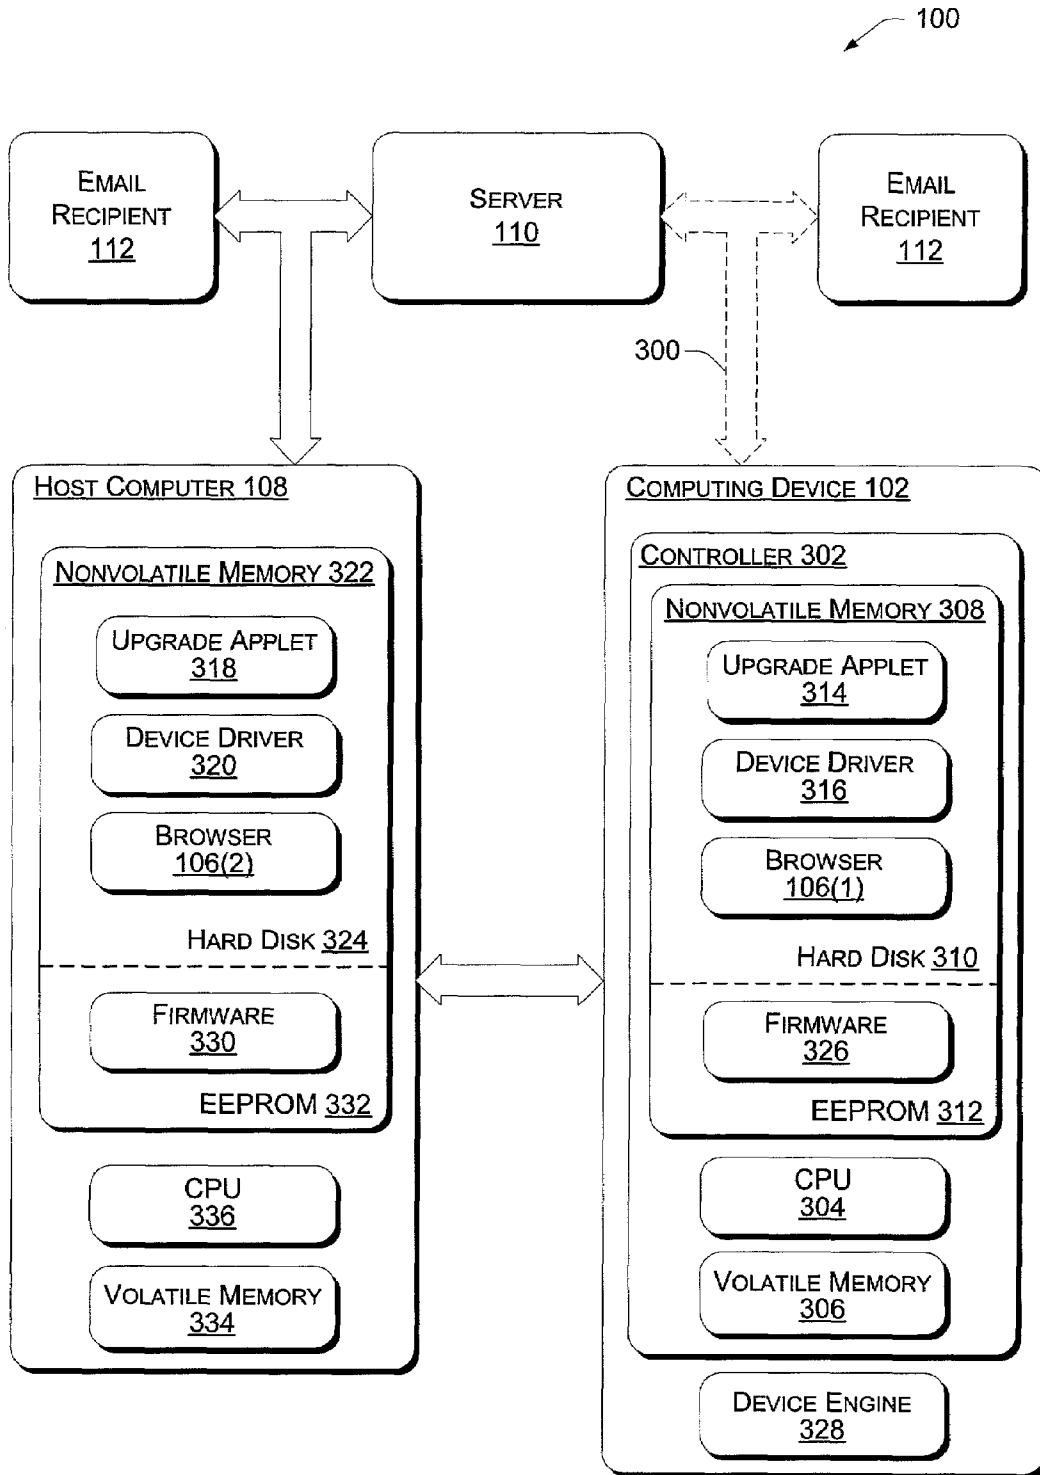 100
EMAIL
RECIPIENT
112
SERVER
110
EMAIL
RECIPIENT
112
300
HOST COMPUTER 108
NONVOLATILE MEMORY 322
UPGRADE APPLET
318
DEVICE DRIVER
320
BROWSER
106(2)
HARD DISK 324
FIRMWARE
330
EEPROM 332
CPU
336
VOLATILE MEMORY
334
COMPUTING DEVICE 102
CONTROLLER 302
NONVOLATILE MEMORY 308
UPGRADE APPLET
314
DEVICE DRIVER
316
BROWSER
106(1)
HARD DISK 310
FIRMWARE
326
EEPROM 312
CPU
304
VOLATILE MEMORY
306
DEVICE ENGINE
328